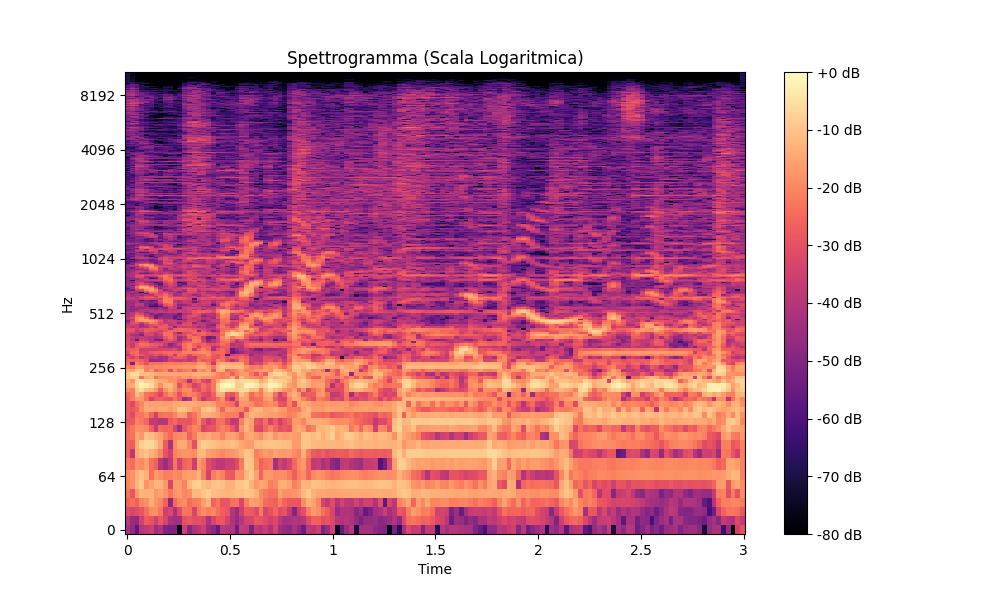 Spettrogramma (Scala Logaritmica)
8192
4096
2048
1024
512
256
128
64
0
Hz
0
0.5
1
1.5
2
2.5
3
Time
+0 dB
-10 dB
-20 dB
-30 dB
-40 dB
-50 dB
-60 dB
-70 dB
-80 dB